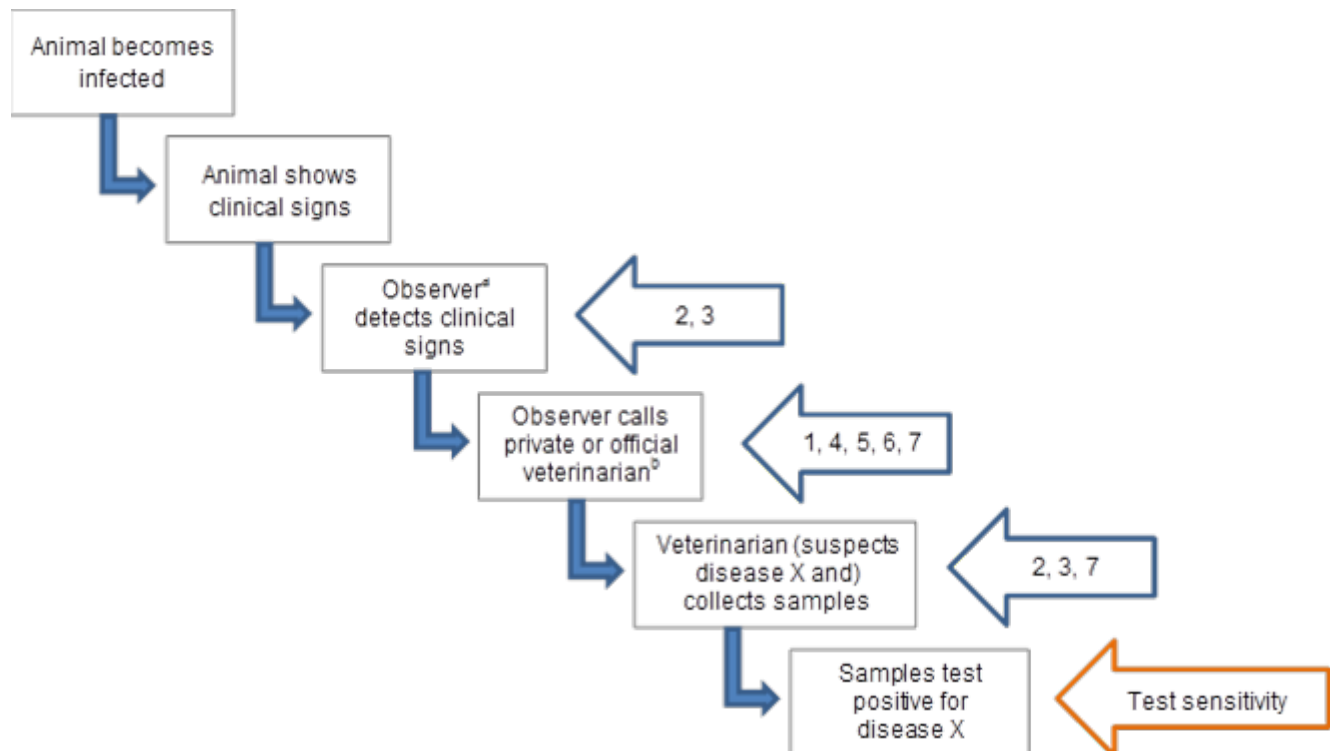 Animal becomes
infected
Animal shows
clinical signs
Observerᵃ
detects clinical
signs
2, 3
Observer calls
private or official
veterinarianᵇ
1, 4, 5, 6, 7
Veterinarian (suspects
disease X and)
collects samples
2, 3, 7
Samples test
positive for
disease X
Test sensitivity